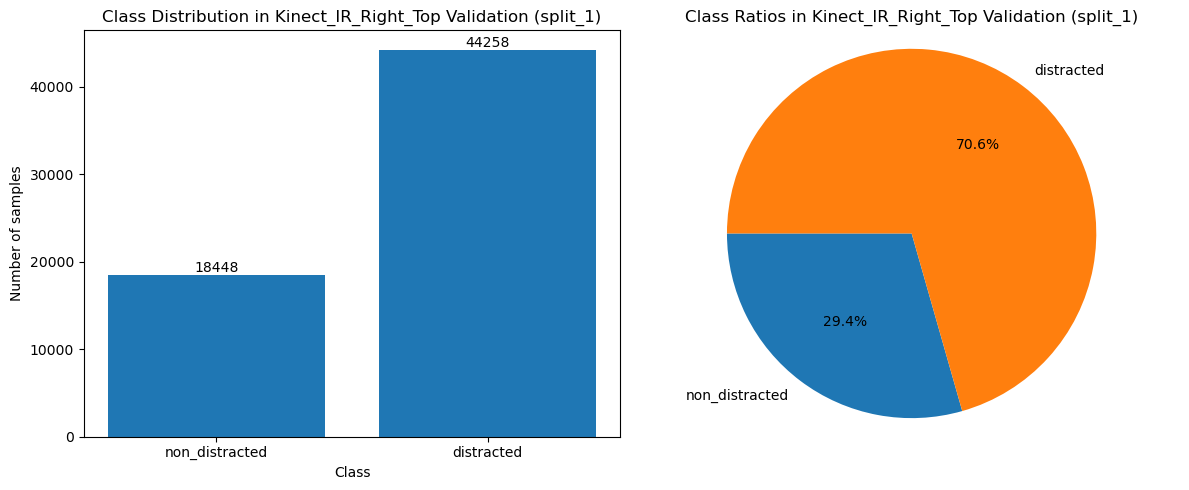 Class Distribution in Kinect_IR_Right_Top Validation (split_1)
44258
18448
40000
30000
20000
10000
0
Number of samples
non_distracted
distracted
Class
Class Ratios in Kinect_IR_Right_Top Validation (split_1)
distracted
70.6%
29.4%
non_distracted